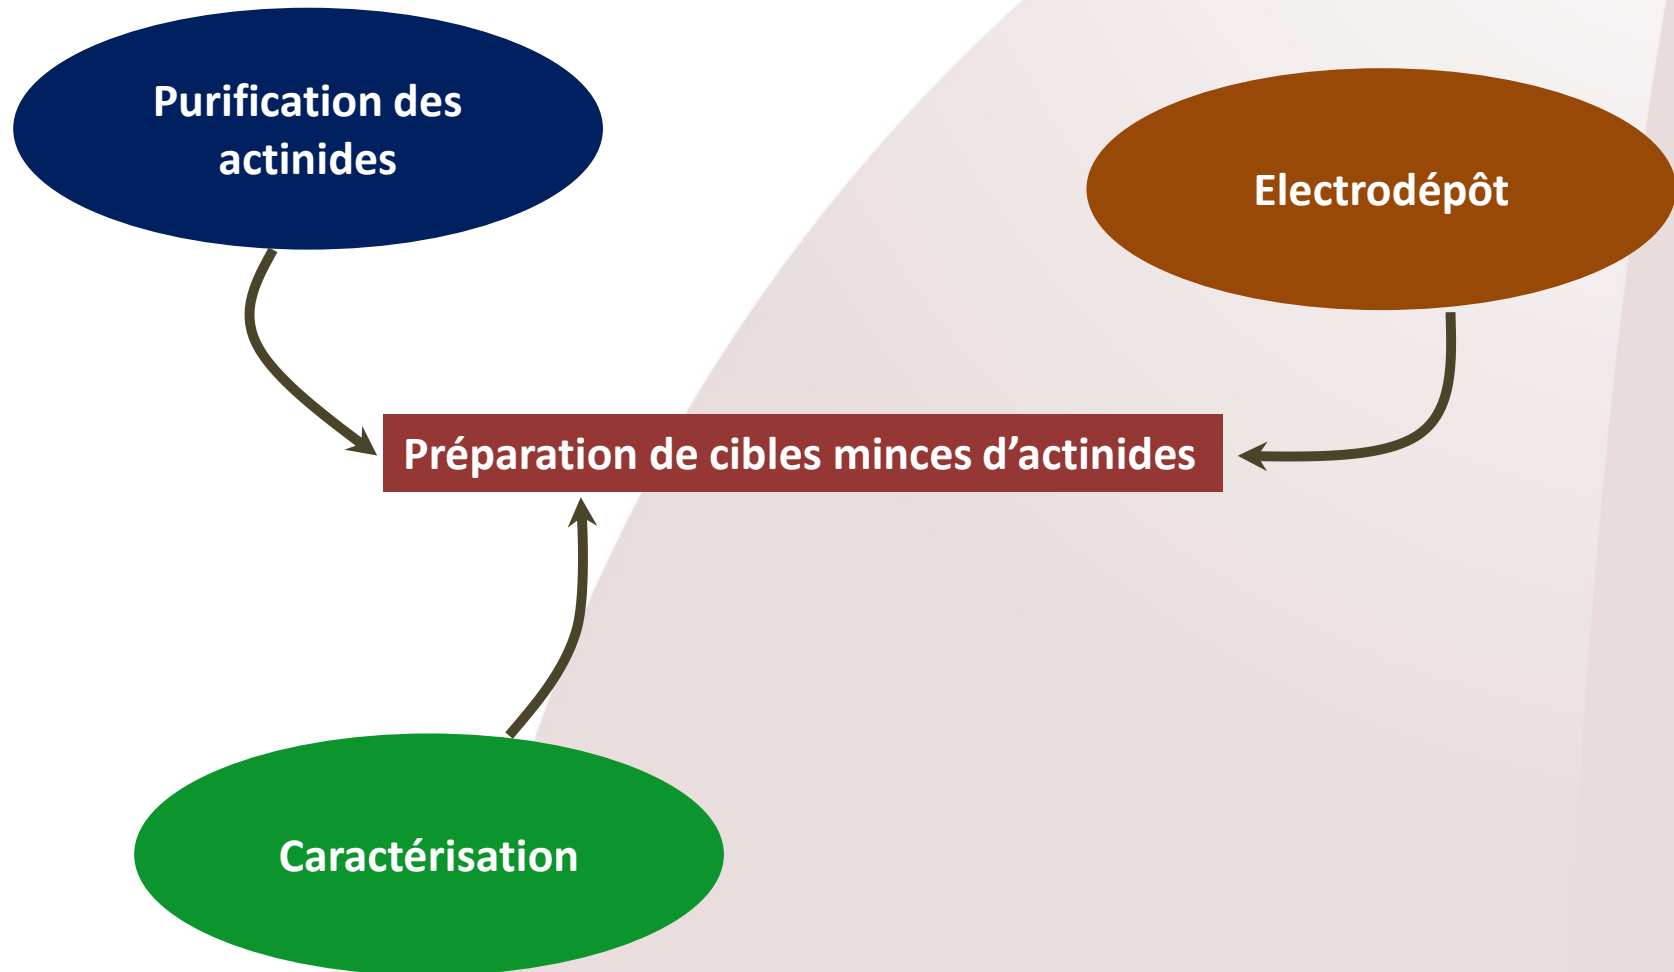 Purification des
actinides
Electrodépôt
Préparation de cibles minces d’actinides
Caractérisation